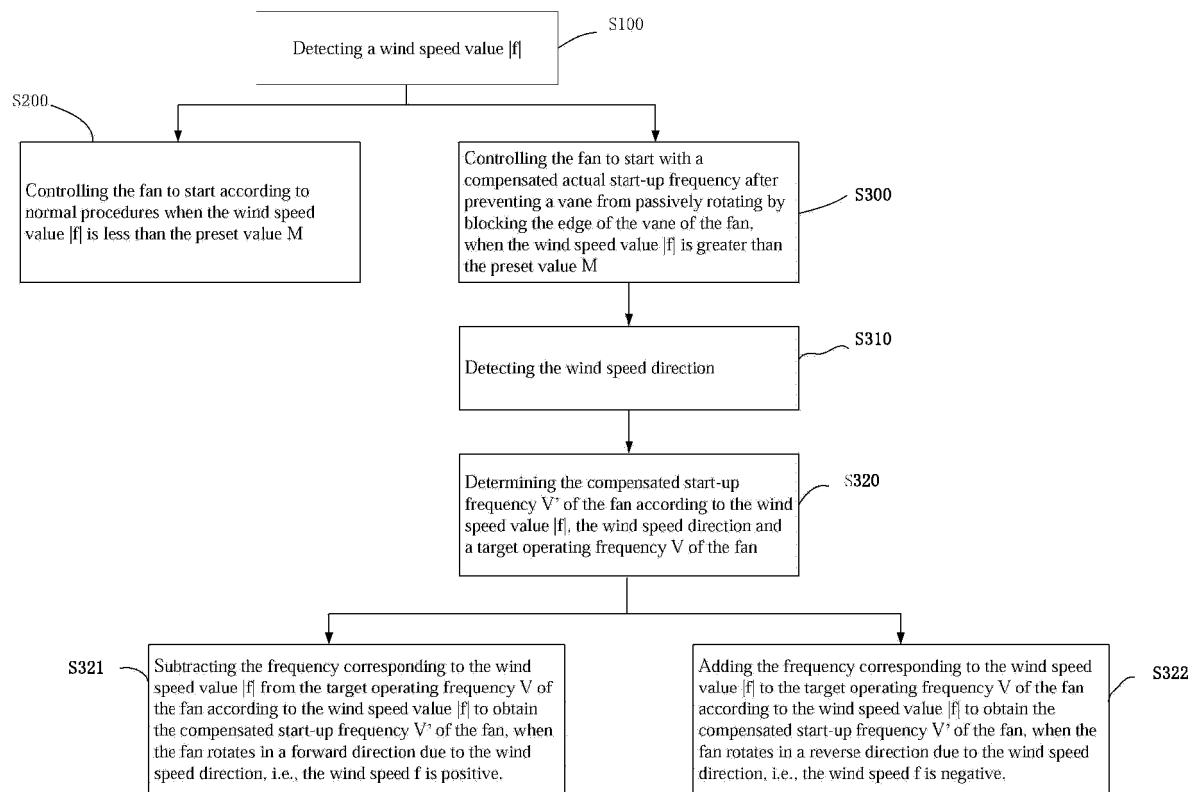 Detecting a wind speed value |f|
S100
S200
Controlling the fan to start according to
normal procedures when the wind speed
value |f| is less than the preset value M
Controlling the fan to start with a
compensated actual start-up frequency after
preventing a vane from passively rotating by
blocking the edge of the vane of the fan,
when the wind speed value |f| is greater than
the preset value M
S300
Detecting the wind speed direction
S310
Determining the compensated start-up
frequency V' of the fan according to the wind
speed value |f|, the wind speed direction and
a target operating frequency V of the fan
S320
S321
Subtracting the frequency corresponding to the wind
speed value |f| from the target operating frequency V of
the fan according to the wind speed value |f| to obtain
the compensated start-up frequency V' of the fan, when
the fan rotates in a forward direction due to the wind
speed direction, i.e., the wind speed f is positive.
Adding the frequency corresponding to the wind speed
value |f| to the target operating frequency V of the fan
according to the wind speed value |f| to obtain the
compensated start-up frequency V' of the fan, when the
fan rotates in a reverse direction due to the wind speed
direction, i.e., the wind speed f is negative.
S322